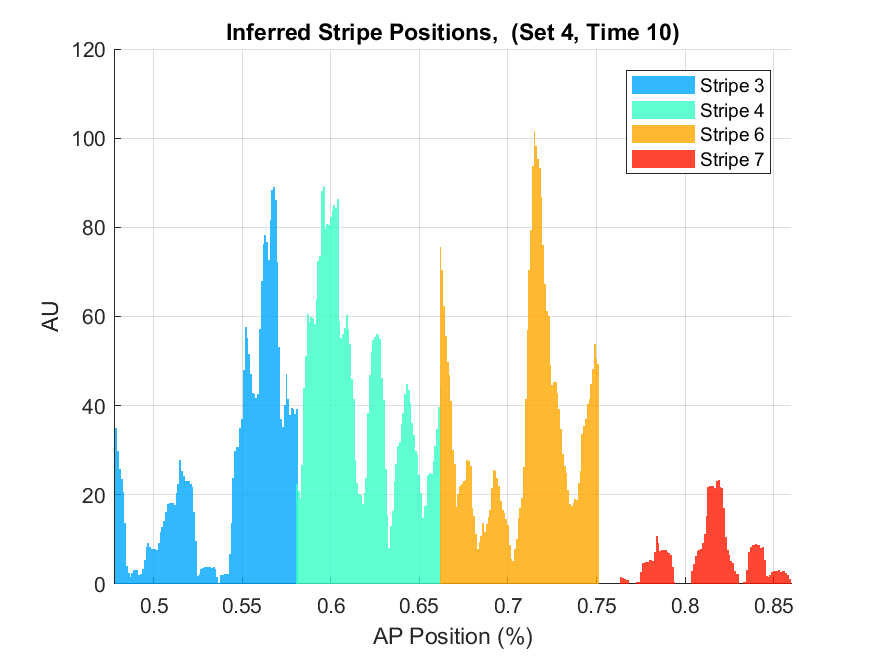 Inferred Stripe Positions,  (Set 4, Time 10)
120
100
80
60
40
20
0
AU
Stripe 3
Stripe 4
Stripe 6
Stripe 7
0.5 0.55 0.6 0.65 0.7 0.75 0.8 0.85
AP Position (%)